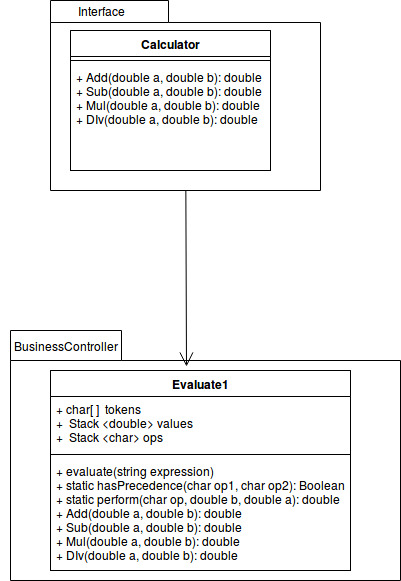 Interface
Calculator
+ Add(double a, double b): double
+ Sub(double a, double b): double
+ Mul(double a, double b): double
+ DIv(double a, double b): double
BusinessController
Evaluate1
+ char[ ] tokens
+ Stack <double> values
+ Stack <char> ops
+ evaluate(string expression)
+ static hasPrecedence(char op1, char op2): Boolean
+ static perform(char op, double b, double a): double
+ Add(double a, double b): double
+ Sub(double a, double b): double
+ Mul(double a, double b): double
+ DIv(double a, double b): double